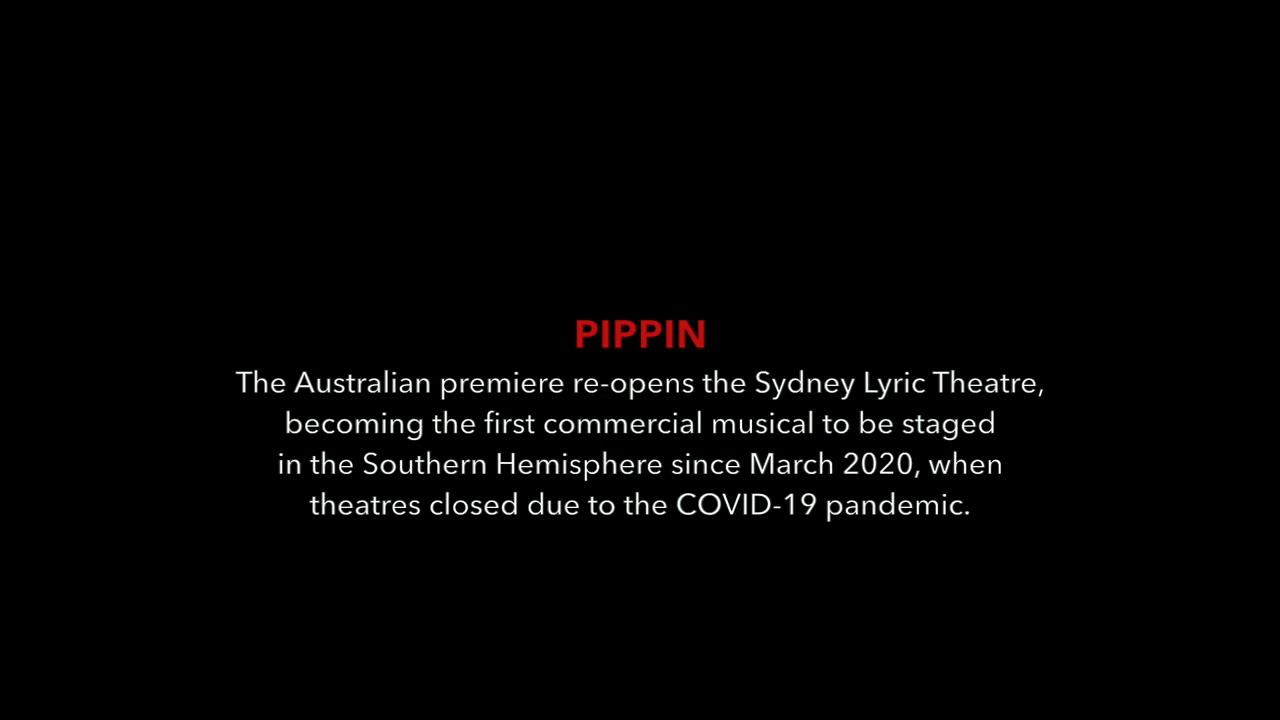 PIPPIN
The Australian premiere re-opens the Sydney Lyric Theatre,
becoming the first commercial musical to be staged
in the Southern Hemisphere since March 2020, when
theatres closed due to the COVID-19 pandemic.